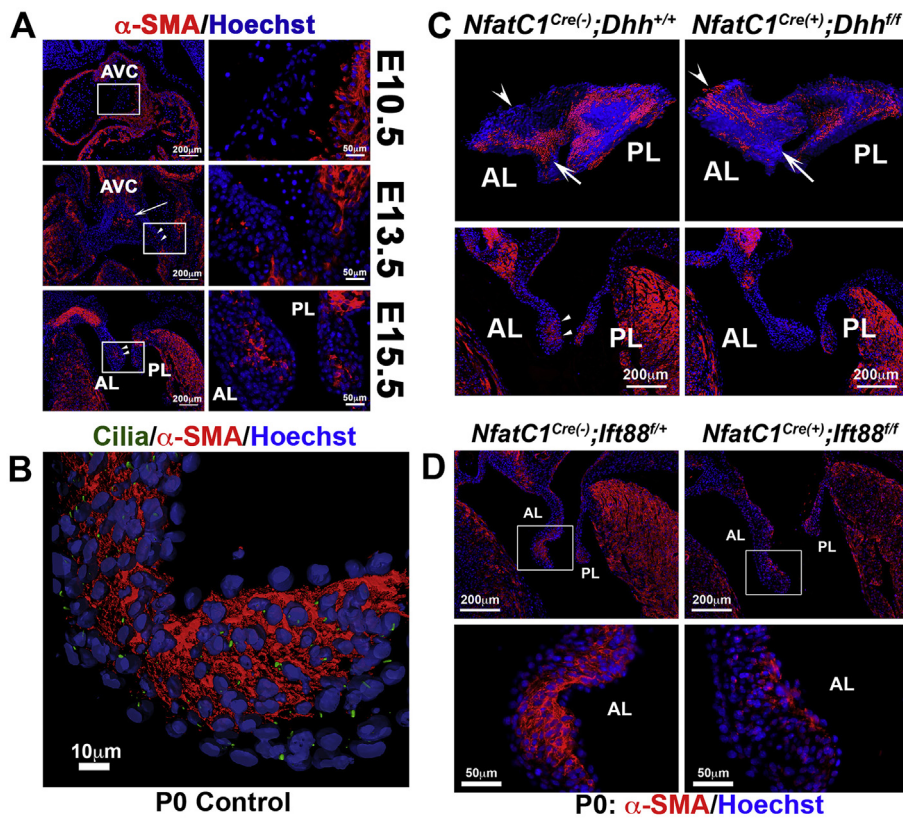 A
α-SMA/Hoechst
AVC
200μm
50μm
E10.5
AVC
200μm
50μm
E13.5
AL
PL
200μm
PL
AL
50μm
E15.5
Cilia/α-SMA/Hoechst
B
10μm
P0 Control
C
NfatC1Cre(-);Dhh+/+
NfatC1Cre(+);Dhhf/f
AL
PL
AL
PL
AL
PL
200μm
AL
PL
200μm
NfatC1Cre(-);Ift88f/+
NfatC1Cre(+);Ift88f/f
D
AL
PL
200μm
AL
PL
200μm
AL
50μm
AL
50μm
P0: α-SMA/Hoechst